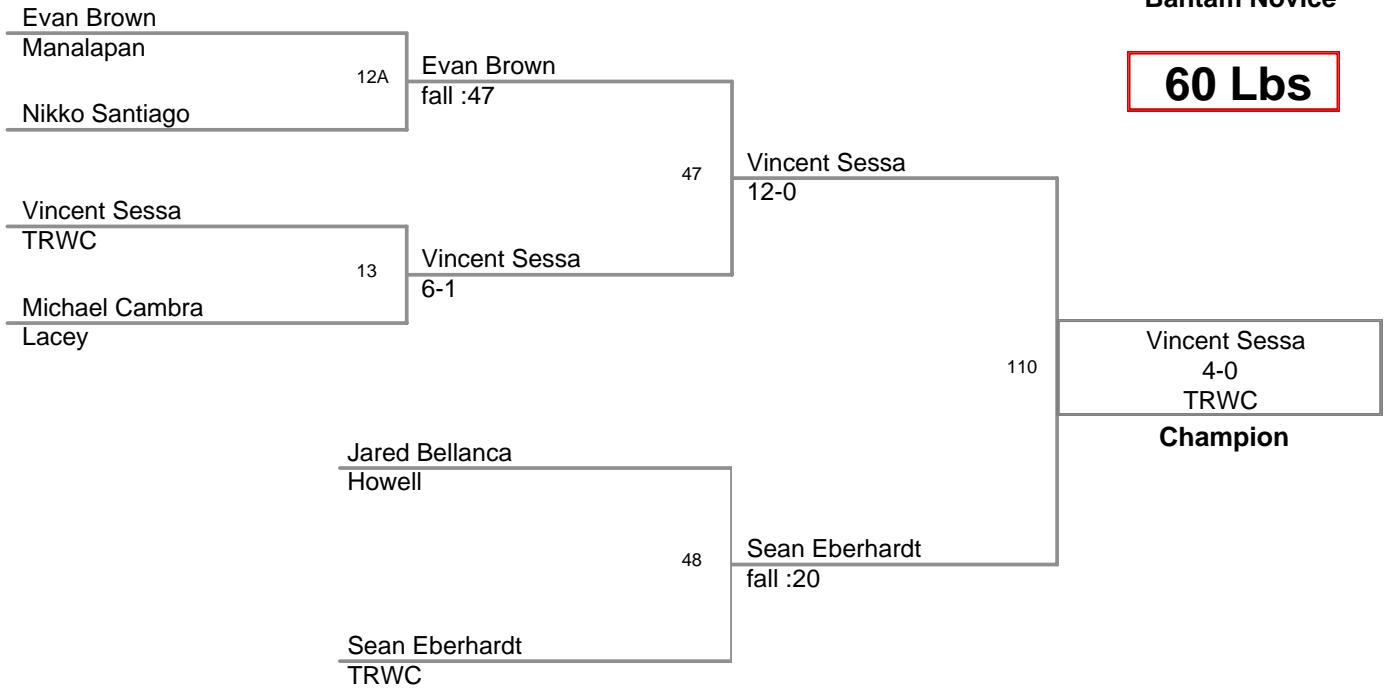 Bantam Novice
60 Lbs
Evan Brown
Manalapan
12A
Nikko Santiago
Evan Brown
fall :47
47
Vincent Sessa
TRWC
13
Michael Cambra
Lacey
Vincent Sessa
6-1
Vincent Sessa
12-0
110
Jared Bellanca
Howell
48
Sean Eberhardt
TRWC
Sean Eberhardt
fall :20
Vincent Sessa
4-0
TRWC
Champion